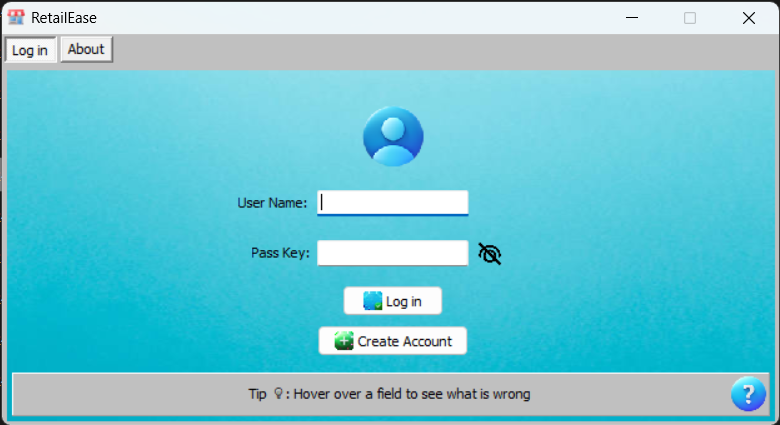 RetailEase
Log in About
User Name:
Pass Key:
Log in
Create Account
Tip 💡: Hover over a field to see what is wrong
?